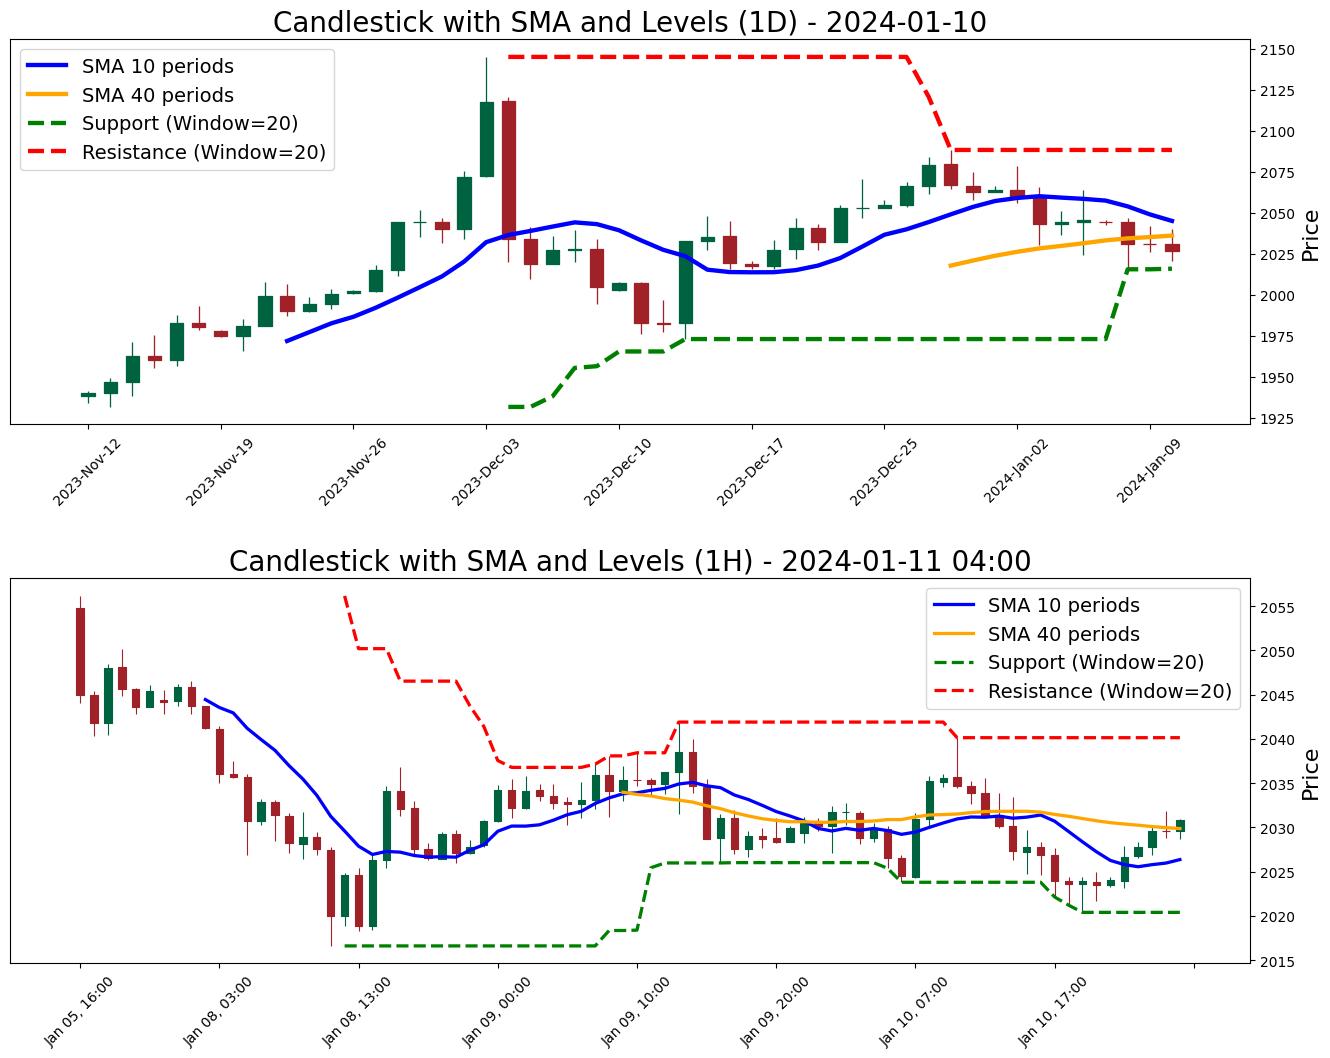 Candlestick with SMA and Levels (1D) - 2024-01-10
SMA 10 periods
SMA 40 periods
Support (Window=20)
Resistance (Window=20)
2150
2125
2100
2075
2050
2025
2000
1975
1950
1925
Price
2023-Nov-12
2023-Nov-19
2023-Nov-26
2023-Dec-03
2023-Dec-10
2023-Dec-17
2023-Dec-25
2024-Jan-02
2024-Jan-09
Candlestick with SMA and Levels (1H) - 2024-01-11 04:00
SMA 10 periods
SMA 40 periods
Support (Window=20)
Resistance (Window=20)
2055
2050
2045
2040
2035
2030
2025
2020
2015
Price
Jan 05, 16:00
Jan 08, 03:00
Jan 08, 13:00
Jan 09, 00:00
Jan 09, 10:00
Jan 09, 20:00
Jan 10, 07:00
Jan 10, 17:00